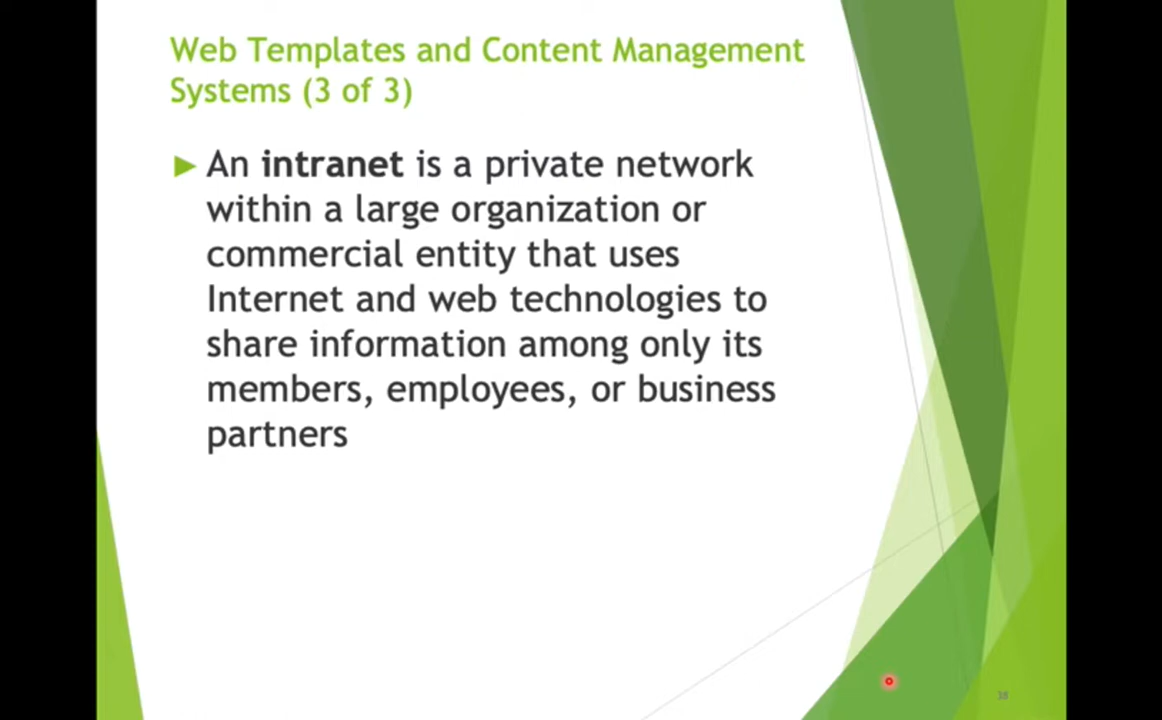 Web Templates and Content Management
Systems (3 of 3)
An intranet is a private network
within a large organization or
commercial entity that uses
Internet and web technologies to
share information among only its
members, employees, or business
partners
38